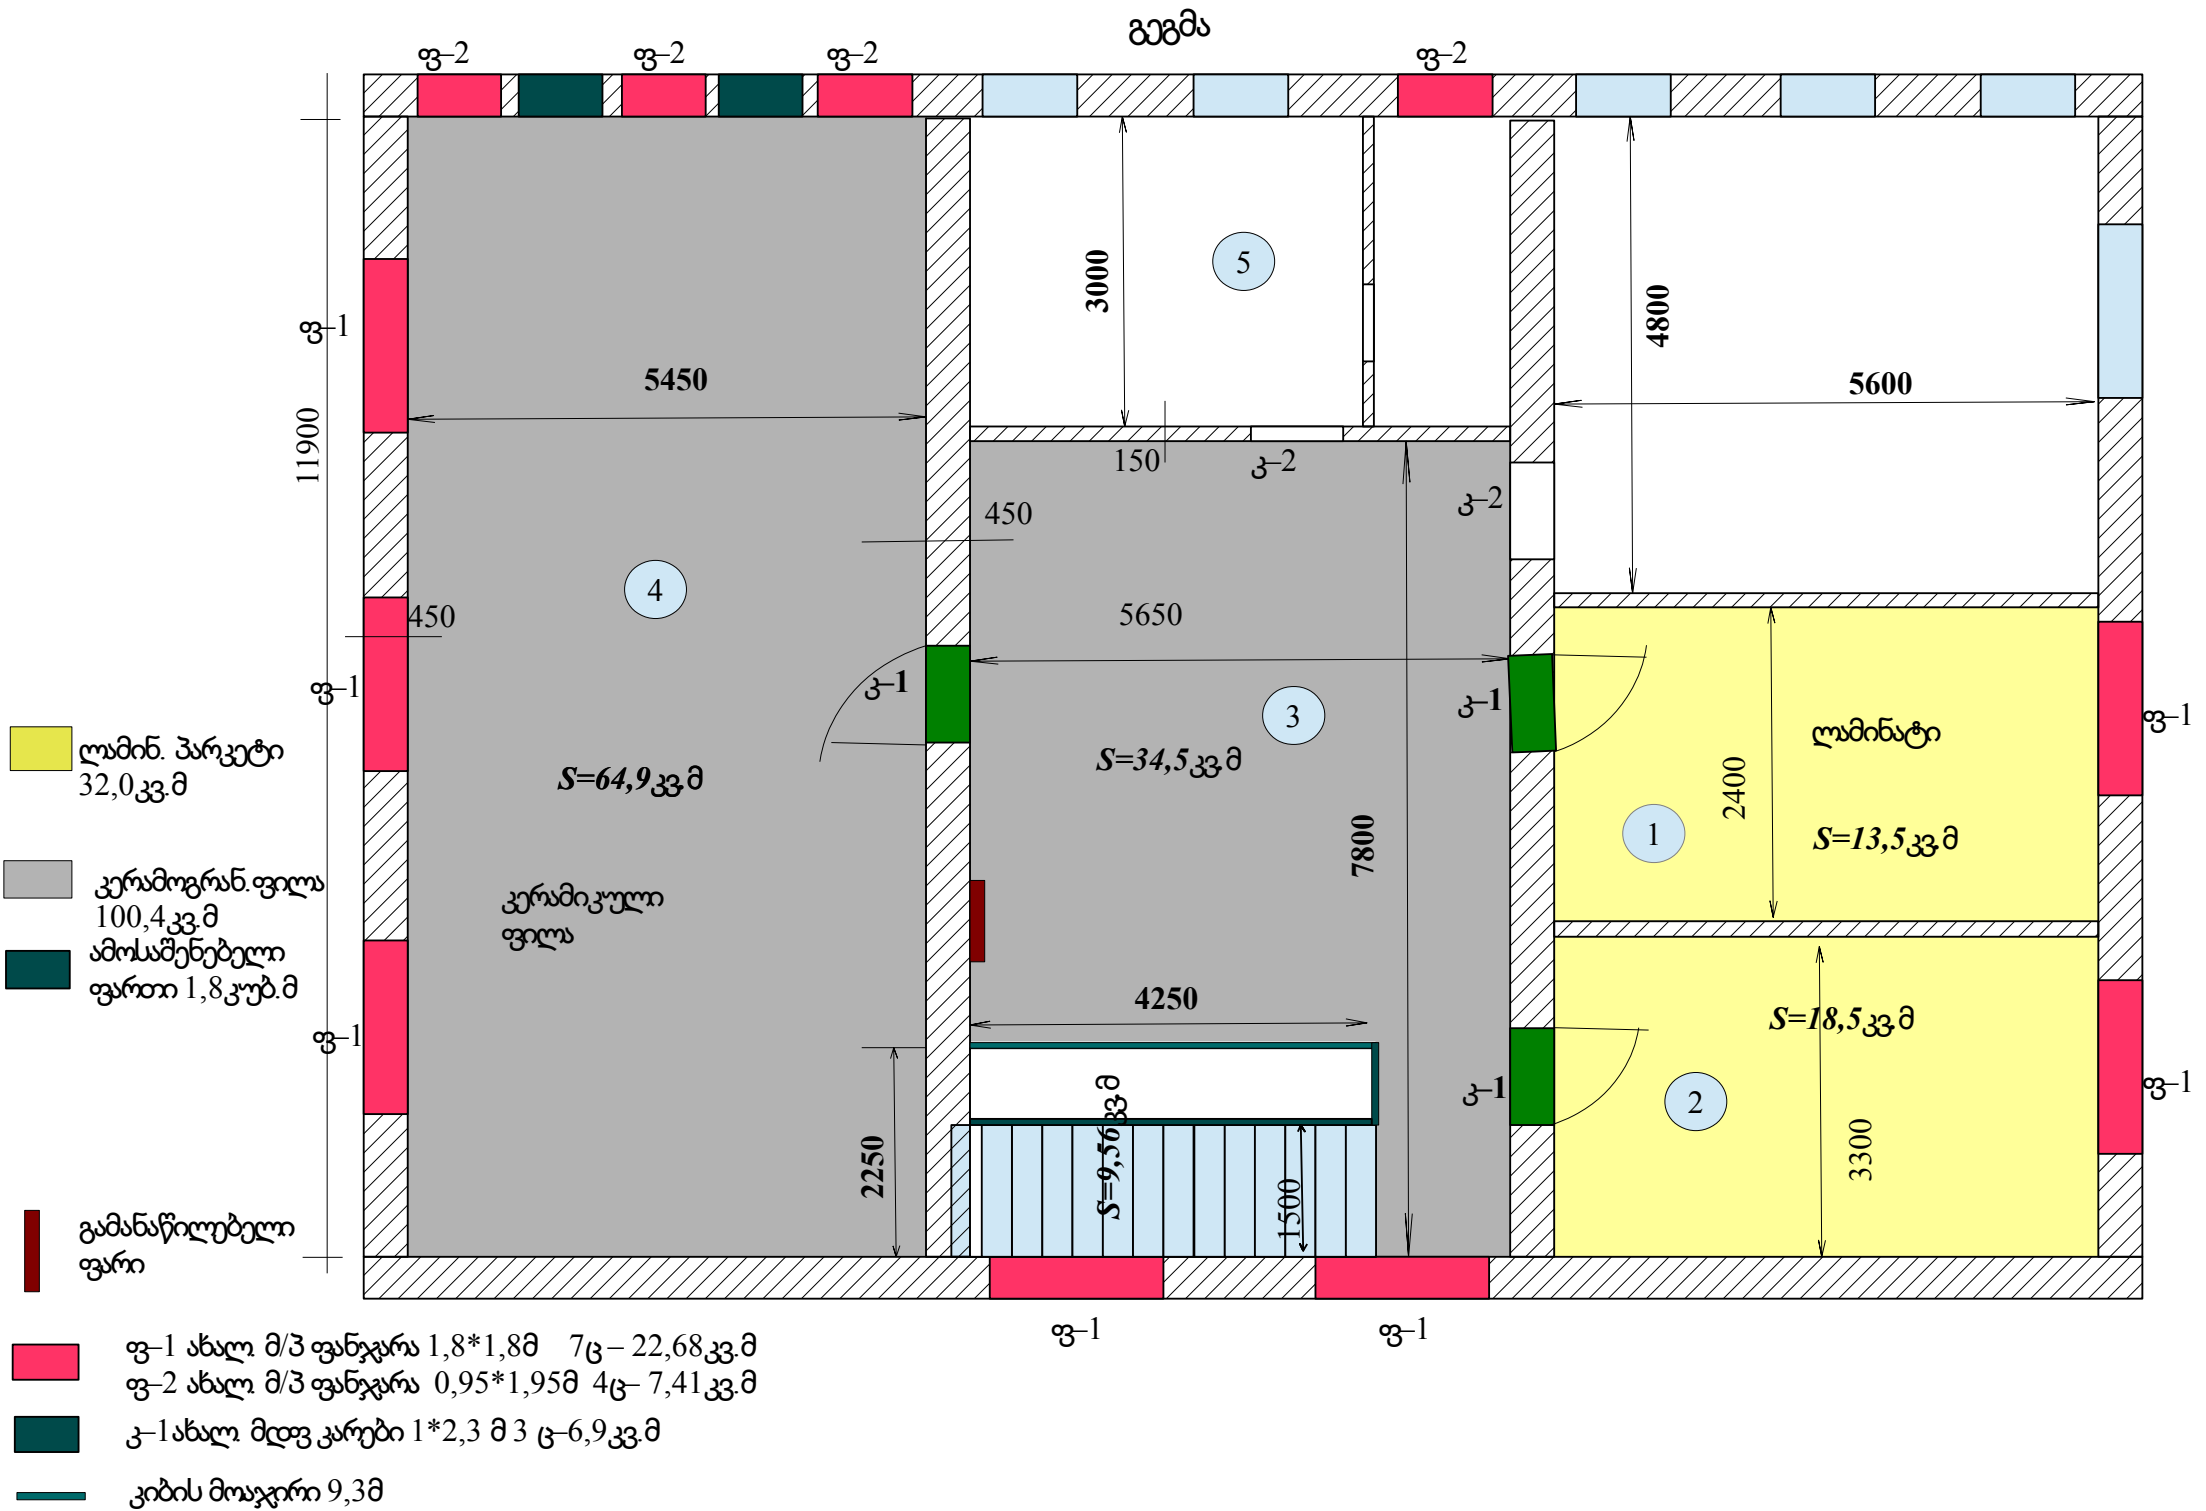 გეგმა
ფ–2
ფ–2
ფ–2
ფ–2
5
3000
4800
ფ–1
5450
5600
11900
150
კ–2
კ–2
450
4
450
5650
ფ–1
კ–1
კ–1
3
ფ–1
ლამინატი
ლამინ. პარკეტი
32,0კვ.მ
S=64,9კვ.მ
S=34,5კვ.მ
2400
1
S=13,5კვ.მ
7800
კერამოგრან.ფილა
100,4კვ.მ
კერამიკული
ფილა
ამოსაშენებელი
ფართი 1,8კუბ.მ
4250
S=18,5კვ.მ
ფ–1
კ–1
2
ფ–1
S=9,56კვ.მ
2250
1500
3300
გამანაწილებელი
ფარი
ფ–1
ფ–1
ფ–1 ახალ. მ/პ ფანჯარა 1,8*1,8მ 7ც – 22,68კვ.მ
ფ–2 ახალ. მ/პ ფანჯარა 0,95*1,95მ 4ც– 7,41კვ.მ
კ–1ახალ. მდფ კარები 1*2,3 მ 3 ც–6,9კვ.მ
კიბის მოაჯირი 9,3მ